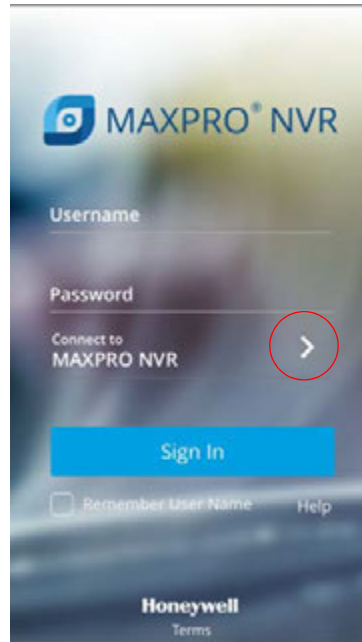 MAXPRO® NVR
Username
Password
Connect to
MAXPRO NVR
Sign In
Remember User Name Help
Honeywell
Terms